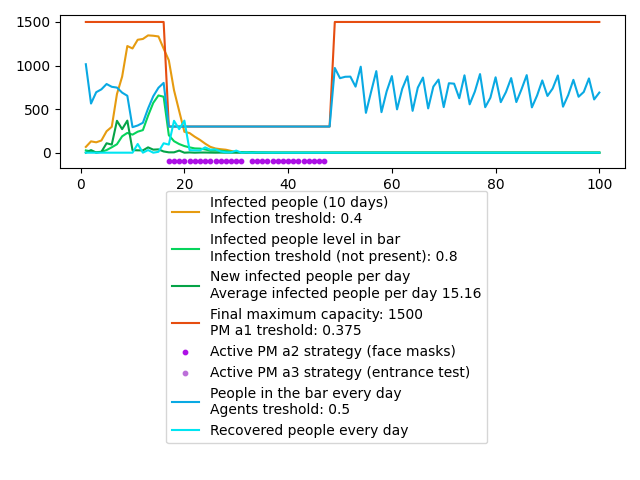 1500
1000
500
0
0
20
40
60
80
100
Infected people (10 days)
Infection treshold: 0.4
Infected people level in bar
Infection treshold (not present): 0.8
New infected people per day
Average infected people per day 15.16
Final maximum capacity: 1500
PM a1 treshold: 0.375
Active PM a2 strategy (face masks)
Active PM a3 strategy (entrance test)
People in the bar every day
Agents treshold: 0.5
Recovered people every day